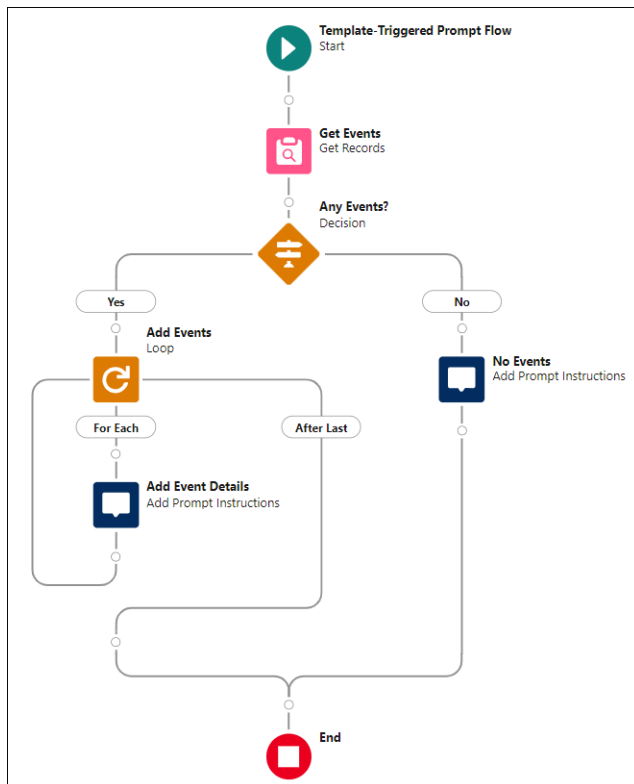 Template-Triggered Prompt Flow
Start
Get Events
Get Records
Any Events?
Decision
Yes
No
Add Events
Loop
No Events
Add Prompt Instructions
For Each
After Last
Add Event Details
Add Prompt Instructions
End